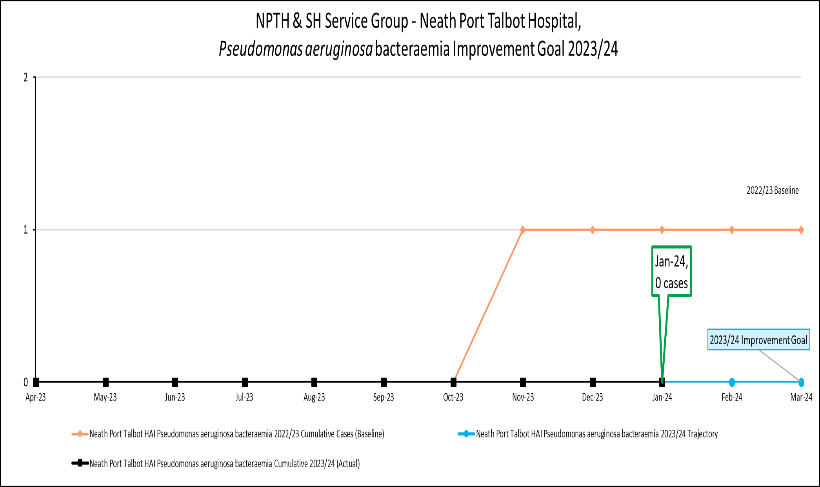 NPTH & SH Service Group - Neath Port Talbot Hospital,
Pseudomonas aeruginosa bacteraemia Improvement Goal 2023/24
2
2022/23 Baseline
1
Jan-24,
0 cases
2023/24 Improvement Goal
0
Apr-23 May-23 Jun-23 Jul-23 Aug-23 Sep-23 Oct-23 Nov-23 Dec-23 Jan-24 Feb-24 Mar-24
Neath Port Talbot HAI Pseudomonas aeruginosa bacteraemia 2022/23 Cumulative Cases (Baseline)
Neath Port Talbot HAI Pseudomonas aeruginosa bacteraemia 2023/24 Trajectory
Neath Port Talbot HAI Pseudomonas aeruginosa bacteraemia Cumulative 2023/24 (Actual)